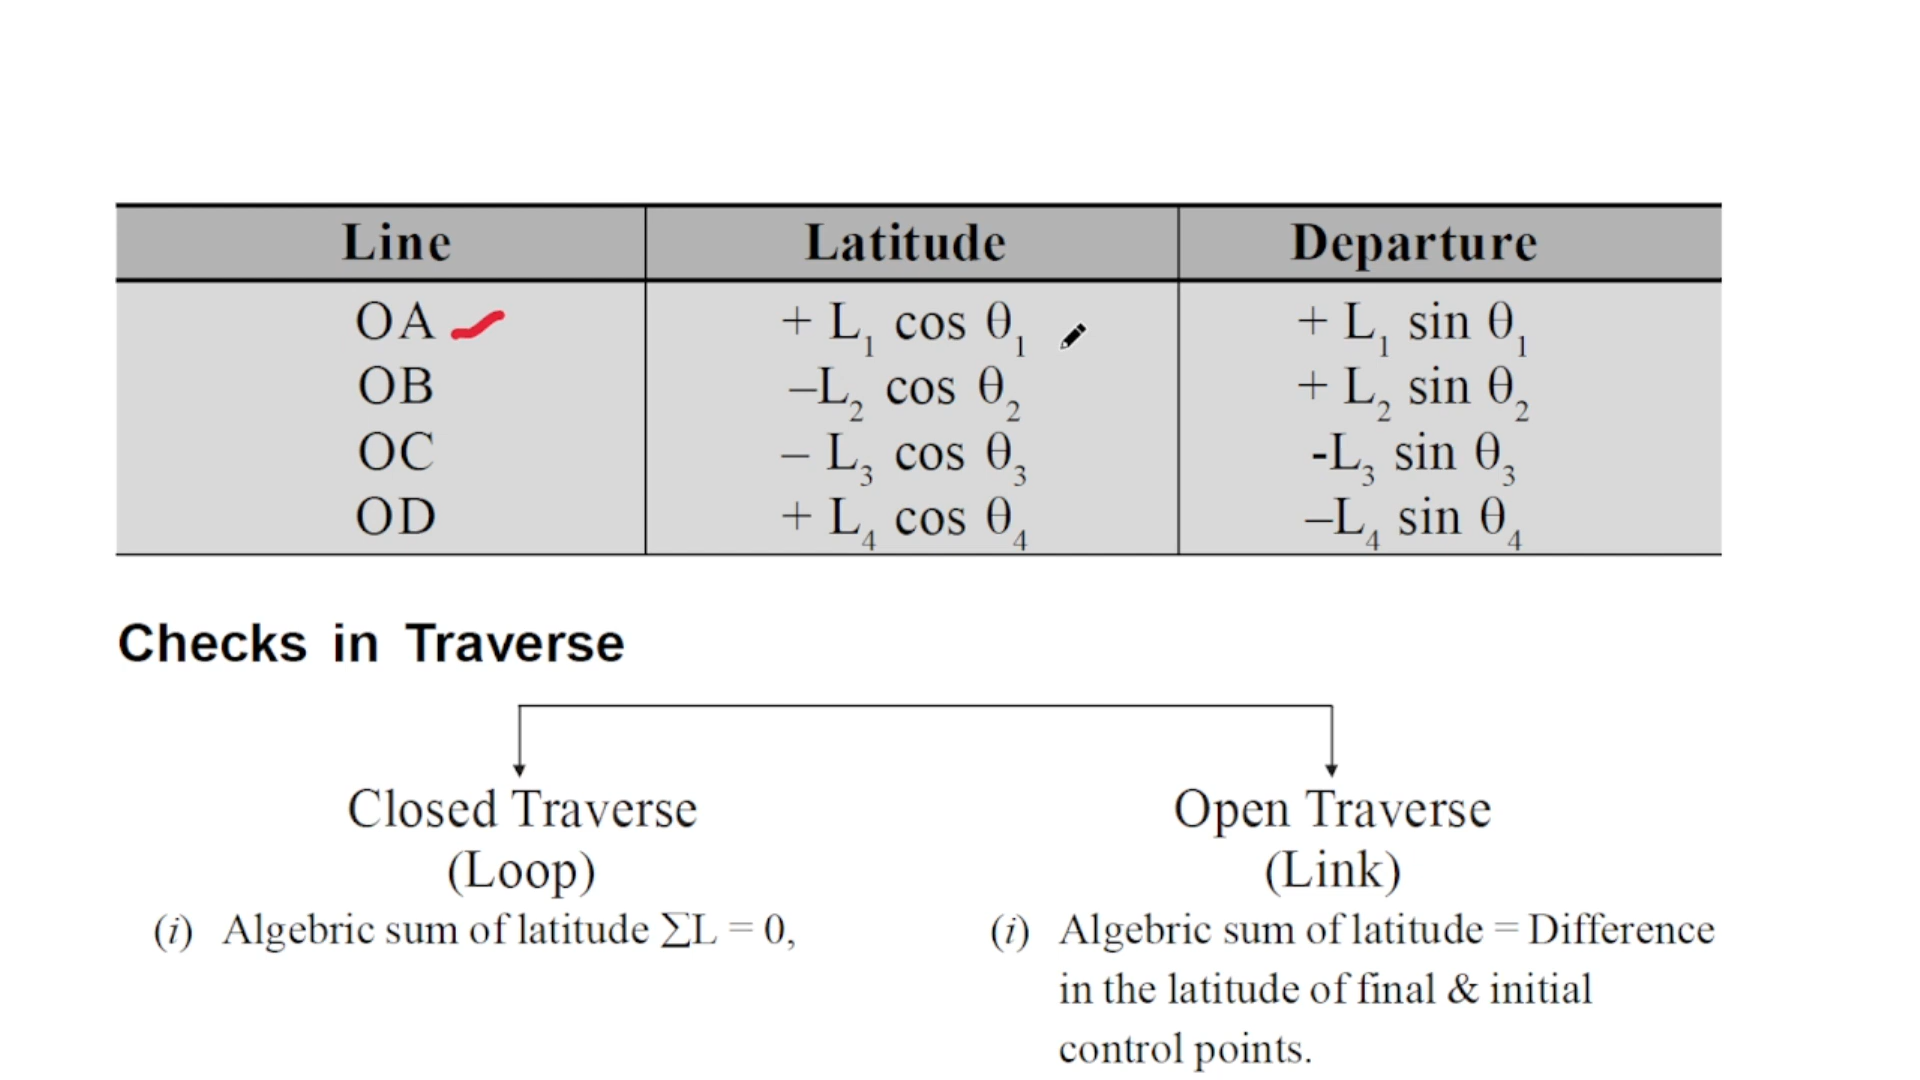 Line Latitude Departure
OA + L₁ cos θ₁ + L₁ sin θ₁
OB –L₂ cos θ₂ + L₂ sin θ₂
OC – L₃ cos θ₃ -L₃ sin θ₃
OD + L₄ cos θ₄ –L₄ sin θ₄
Checks in Traverse
Closed Traverse
(Loop)
(i) Algebric sum of latitude ∑L = 0,
Open Traverse
(Link)
(i) Algebric sum of latitude = Difference
in the latitude of final & initial
control points.